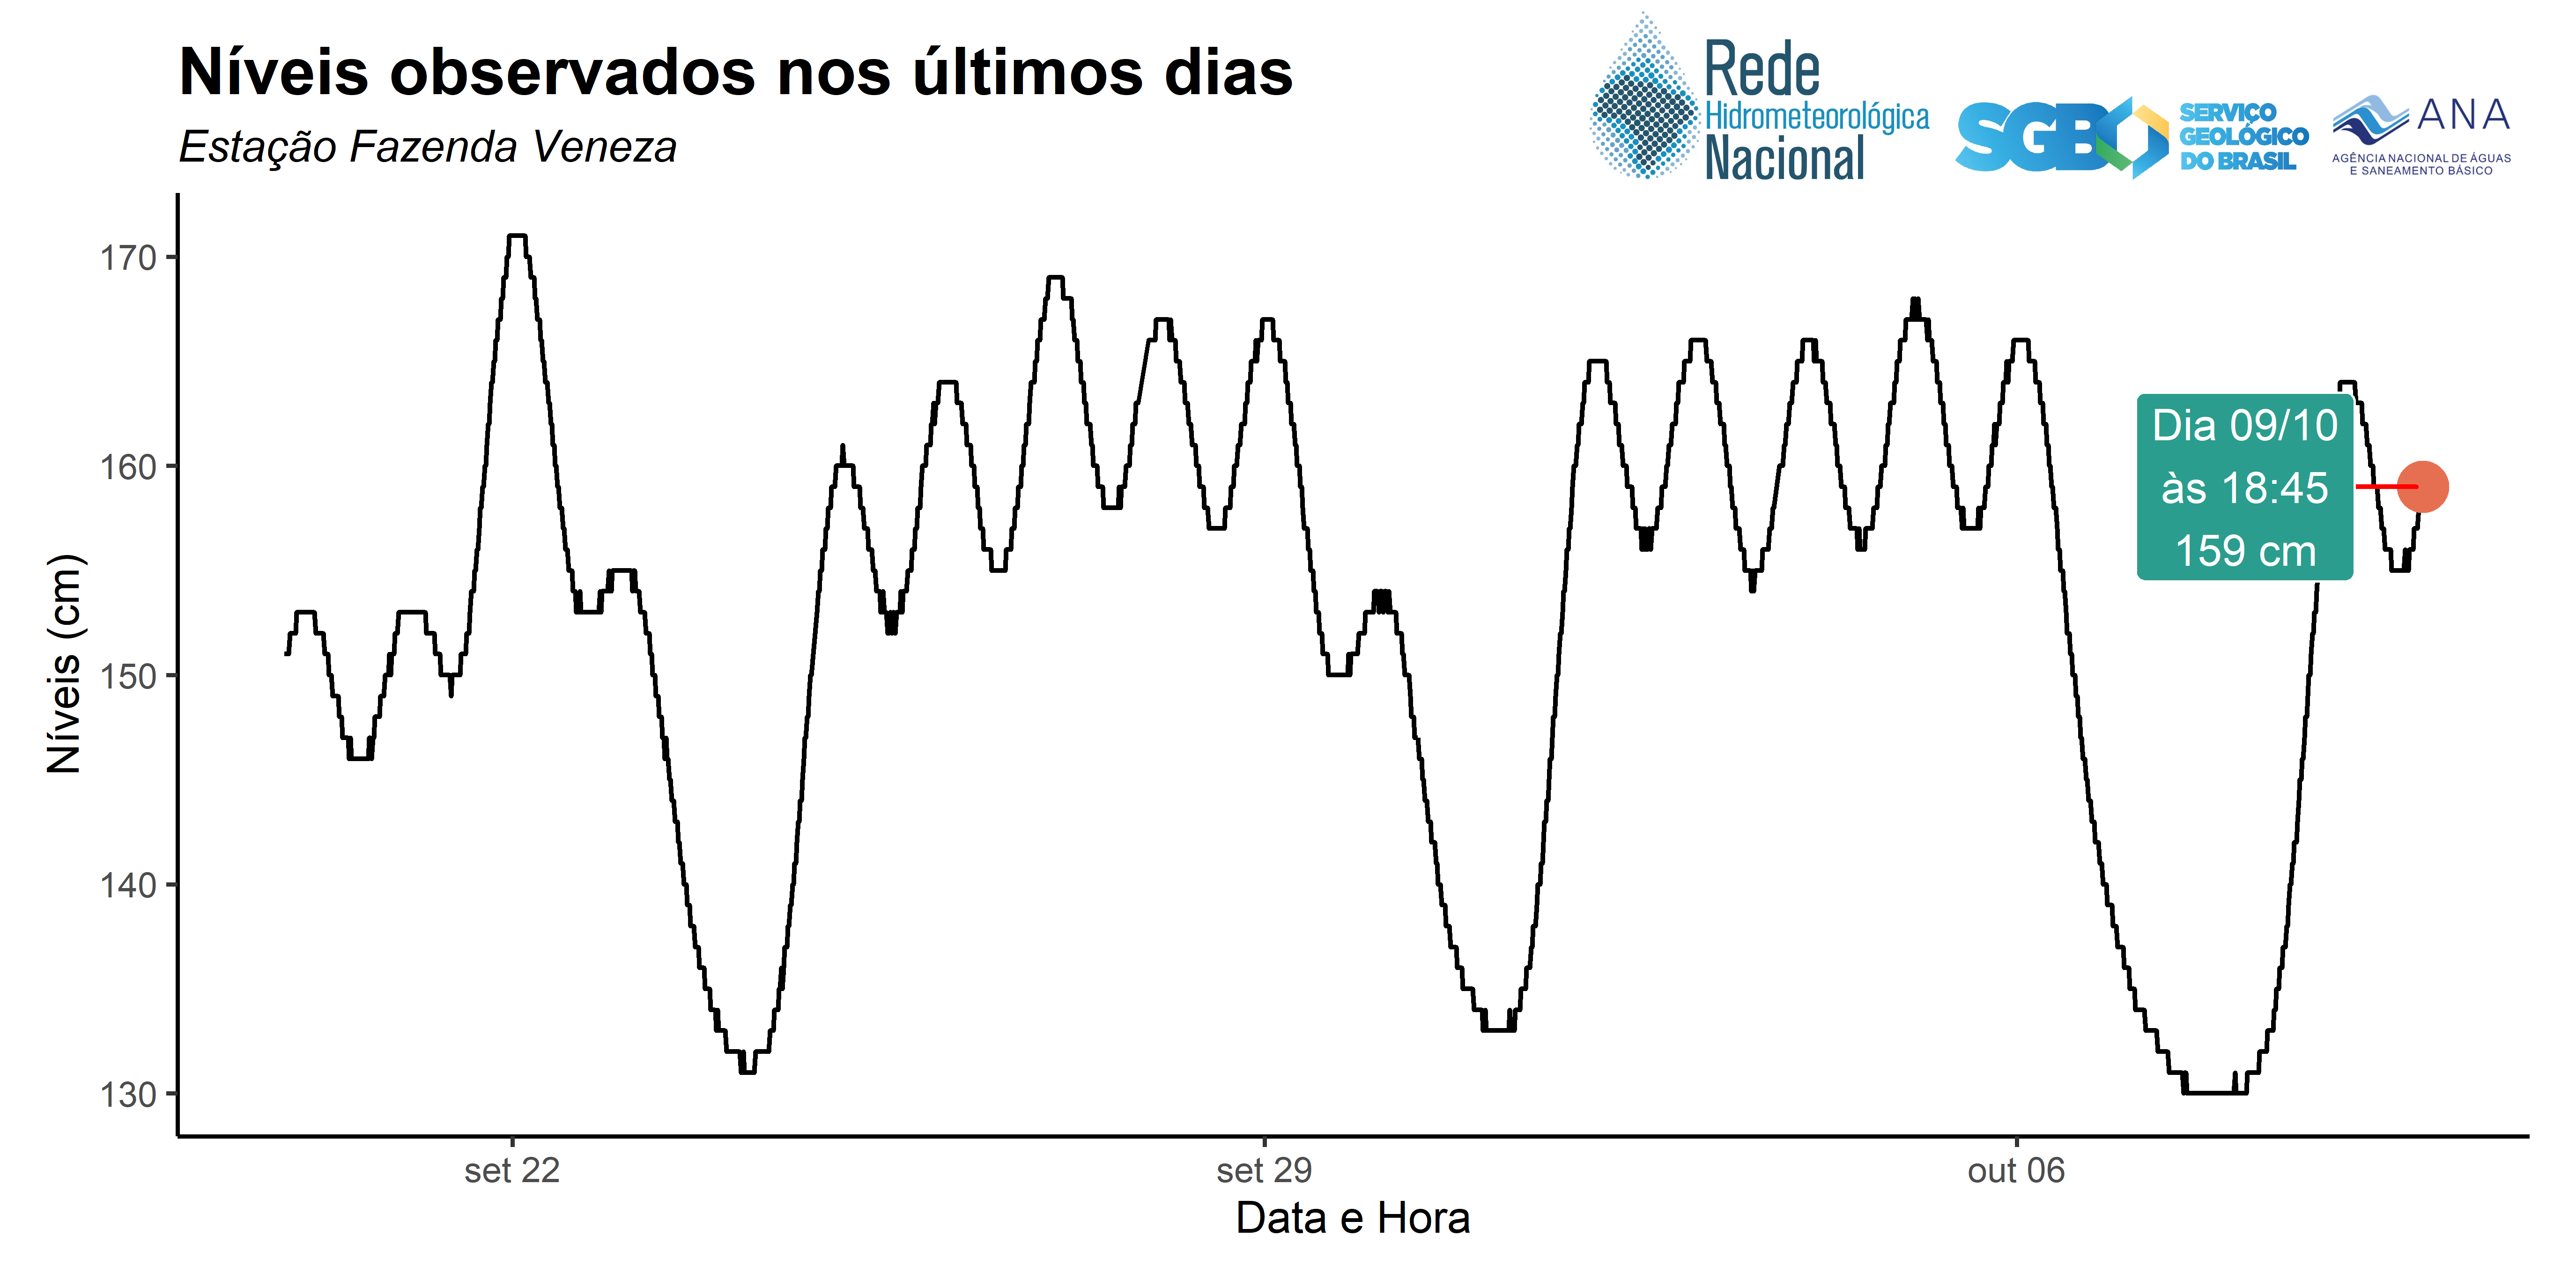 Níveis observados nos últimos dias
Estação Fazenda Veneza
Rede
Hidrometeorológica
Nacional
SGB
SERVIÇO
GEOLÓGICO
DO BRASIL
ANA
AGÊNCIA NACIONAL DE ÁGUAS
E SANEAMENTO BÁSICO
Níveis (cm)
170
160
150
140
130
Dia 09/10
às 18:45
159 cm
set 22
set 29
out 06
Data e Hora